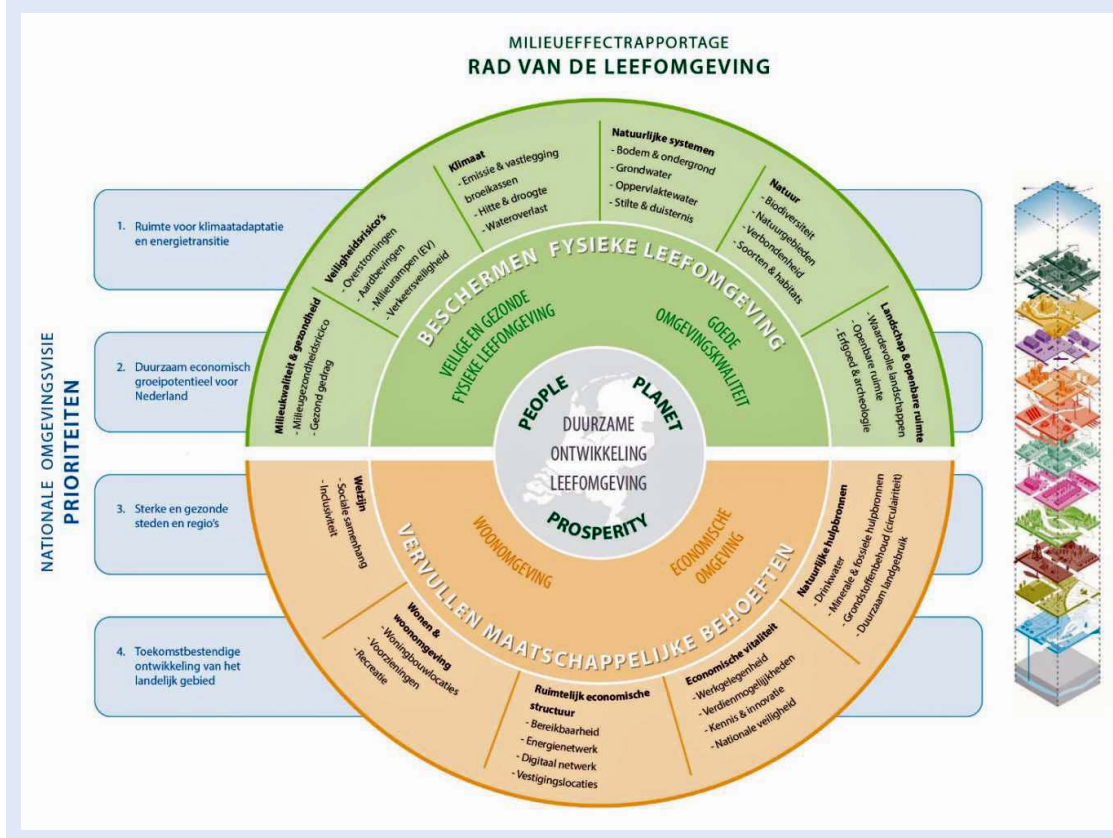 MILIEUEFFECTRAPPORTAGE
RAD VAN DE LEEFOMGEVING
NATIONALE OMGEVINGSVISIE
PRIORITEITEN
1. Ruimte voor klimaatadaptatie
en energietransitie
2. Duurzaam economisch
groeipotentieel voor
Nederland
3. Sterke en gezonde
steden en regio's
4. Toekomstbestendige
ontwikkeling van het
landelijk gebied
Milieukwaliteit & gezondheid
- Milieugezondheidsricico
- Gezond gedrag
Veiligheidsrisico's
- Overstromingen
- Aardbevingen
- Milieurampen (EV)
- Verkeersveiligheid
Klimaat
- Emissie & vastlegging
broeikassen
- Hitte & droogte
- Wateroverlast
Natuurlijke systemen
- Bodem & ondergrond
- Grondwater
- Oppervlaktewater
- Stilte & duisternis
Natuur
- Biodiversiteit
- Natuurgebieden
- Verbondenheid
- Soorten & habitats
Landschap & openbare ruimte
- Waardevolle landschappen
- Openbare ruimte
- Erfgoed & archeologie
BESCHERMEN FYSIEKE LEEFOMGEVING
VEILIGE EN GEZONDE
FYSIEKE LEEFOMGEVING
GOEDE
OMGEVINGSKWALITEIT
PEOPLE
PLANET
DUURZAME
ONTWIKKELING
LEEFOMGEVING
PROSPERITY
WOONOMGEVING
ECONOMISCHE
OMGEVING
VERVULLEN MAATSCHAPPELIJKE BEHOEFTEN
Welzijn
- Sociale samenhang
- Inclusiviteit
Wonen &
woonomgeving
- Woningbouwlocaties
- Voorzieningen
- Recreatie
Ruimtelijk economische
structuur
- Bereikbaarheid
- Energienetwerk
- Digitaal netwerk
- Vestigingslocaties
Economische vitaliteit
- Werkgelegenheid
- Verdienmogelijkheden
- Kennis & innovatie
- Nationale veiligheid
Natuurlijke hulpbronnen
- Drinkwater
- Minerale & fossiele hulpbronnen
- Grondstoffenbehoud (circulairiteit)
- Duurzaam landgebruik